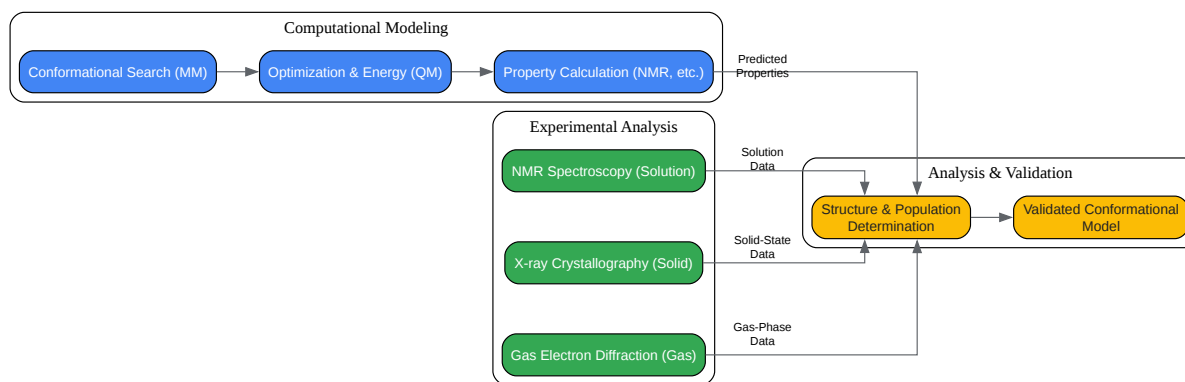 Computational Modeling
Conformational Search (MM)
Optimization & Energy (QM)
Property Calculation (NMR, etc.)
Predicted
Properties
Experimental Analysis
NMR Spectroscopy (Solution)
Solution
Data
X-ray Crystallography (Solid)
Solid-State
Data
Gas Electron Diffraction (Gas)
Gas-Phase
Data
Analysis & Validation
Structure & Population
Determination
Validated Conformational
Model